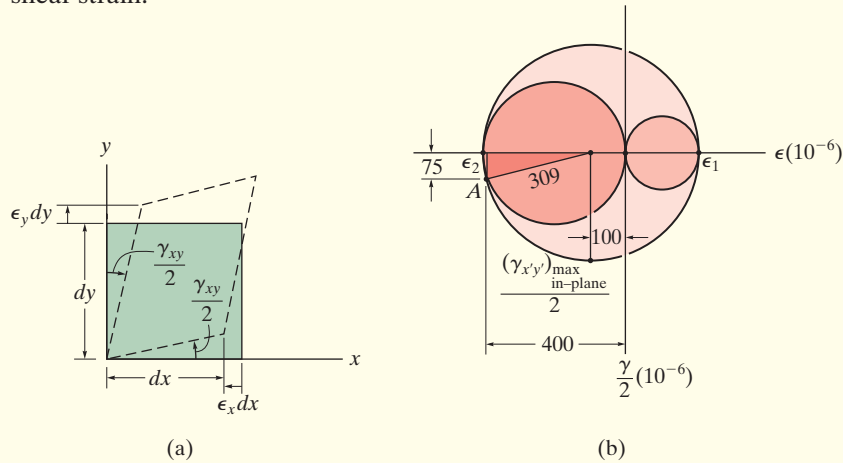 shear strain.
y
ϵ_y dy
γ_xy/2
γ_xy/2
dy
x
dx
ϵ_x dx
(a)
75
ϵ_2
A
309
ϵ_1
ϵ(10^−6)
100
(γ_x′y′)_max in–plane/2
400
γ/2 (10^−6)
(b)